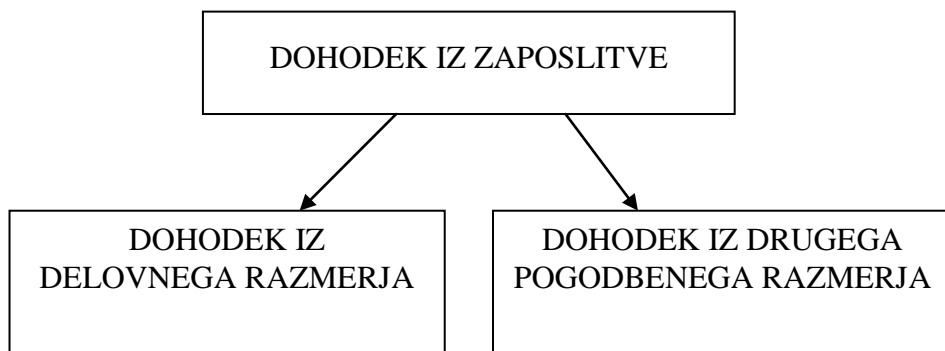 DOHODEK IZ ZAPOSLITVE
DOHODEK IZ
DELOVNEGA RAZMERJA
DOHODEK IZ DRUGEGA
POGODBENEGA RAZMERJA